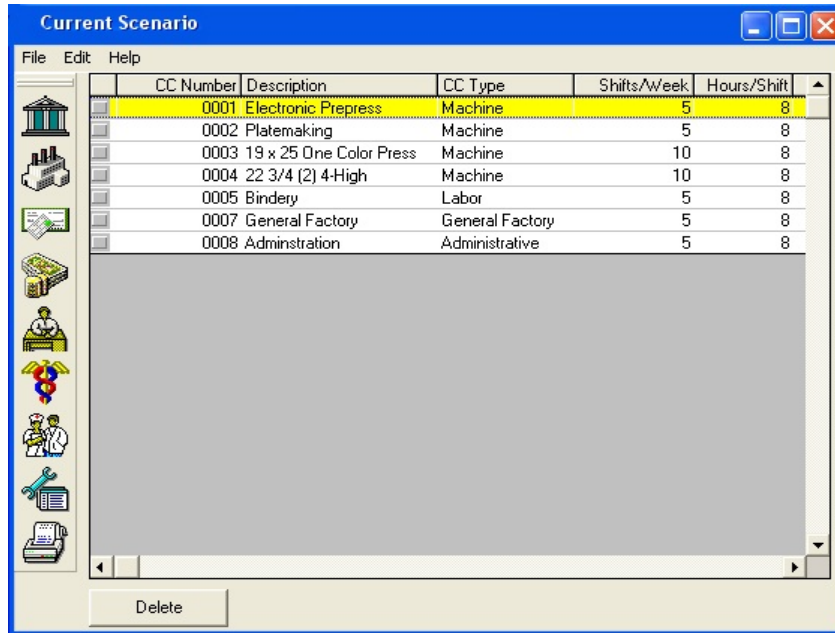 Current Scenario
File Edit Help
CC Number Description CC Type Shifts/Week Hours/Shift
0001 Electronic Prepress Machine 5 8
0002 Platemaking Machine 5 8
0003 19 x 25 One Color Press Machine 10 8
0004 22 3/4 (2) 4-High Machine 10 8
0005 Bindery Labor 5 8
0007 General Factory General Factory 5 8
0008 Adminstration Administrative 5 8
Delete